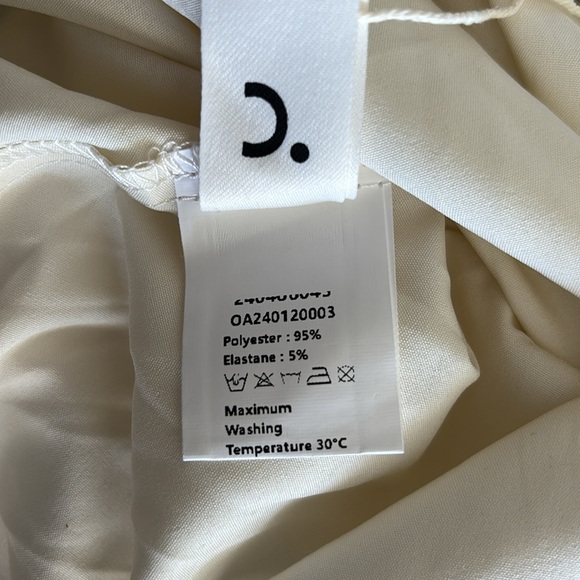 OA240120003
Polyester : 95%
Elastane : 5%
Maximum
Washing
Temperature 30°C